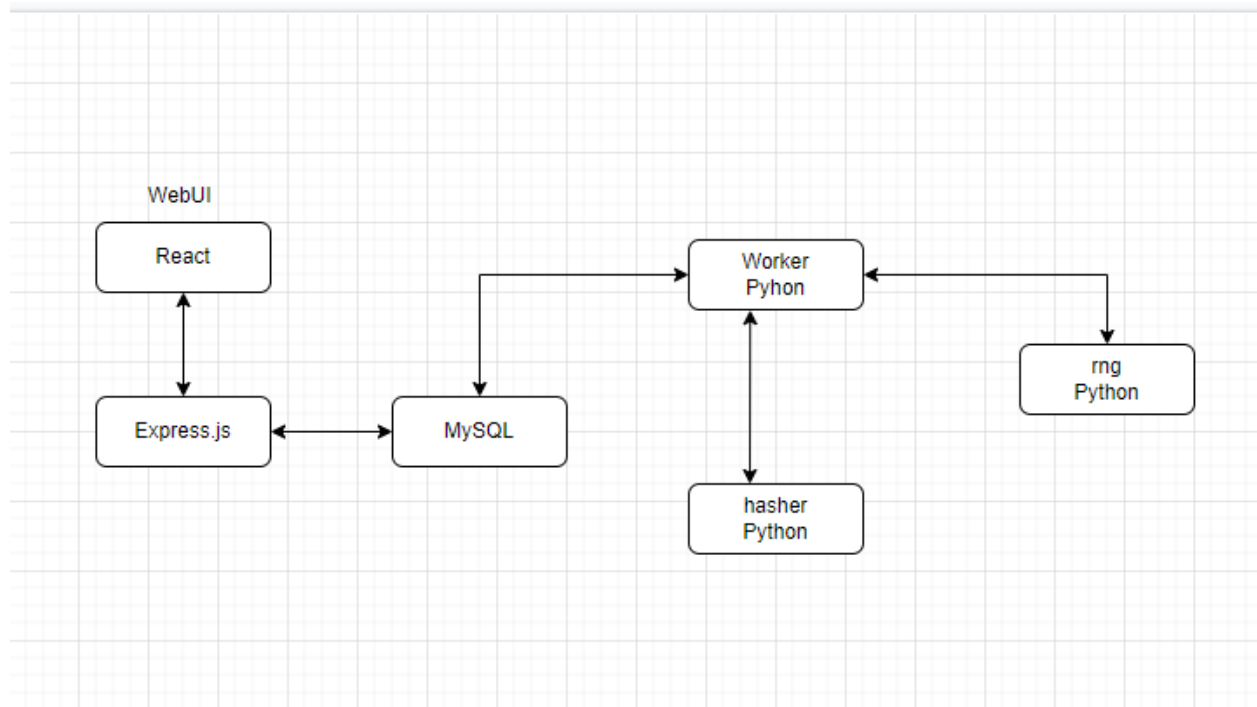 WebUI
React
Express.js
MySQL
Worker
Pyhon
hasher
Python
rng
Python